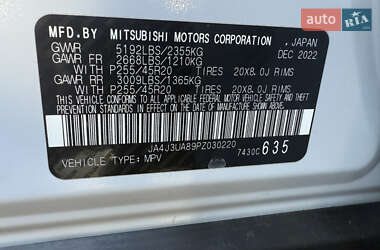 AUTO RIA
MFD.BY MITSUBISHI MOTORS CORPORATION , JAPAN
GVWR 5192LBS/2355KG DEC 2022
GAWR FR 2668LBS/1210KG
WITH P255/45R20 TIRES 20X8.0J RIMS
GAWR RR 3009LBS/1365KG
WITH P255/45R20 TIRES 20X8.0J RIMS
THIS VEHICLE CONFORMS TO ALL APPLICABLE FEDERAL MOTOR VEHICLE SAFETY, BUMPER, AND THEFT
PREVENTION STANDARDS IN EFFECT ON THE DATE OF MANUFACTURE SHOWN ABOVE.
JA4J3UA89PZ030220
VEHICLE TYPE: MPV 7430C 635